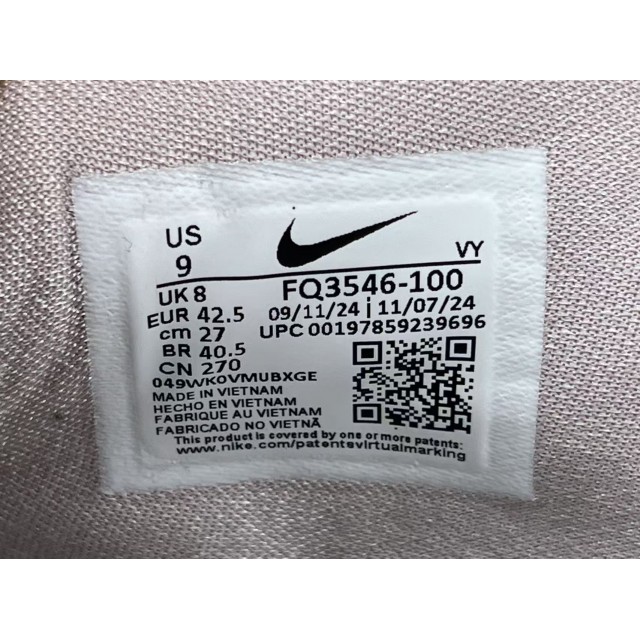 US
9
VY
UK 8
EUR 42.5
cm 27
BR 40.5
CN 270
FQ3546-100
09/11/24 | 11/07/24
UPC 00197859239696
049WK0VMUBXGE
MADE IN VIETNAM
HECHO EN VIETNAM
FABRIQUE AU VIETNAM
FABRICADO NO VIETNÃ
This product is covered by one or more patents:
www.nike.com/patentsvirtualmarking